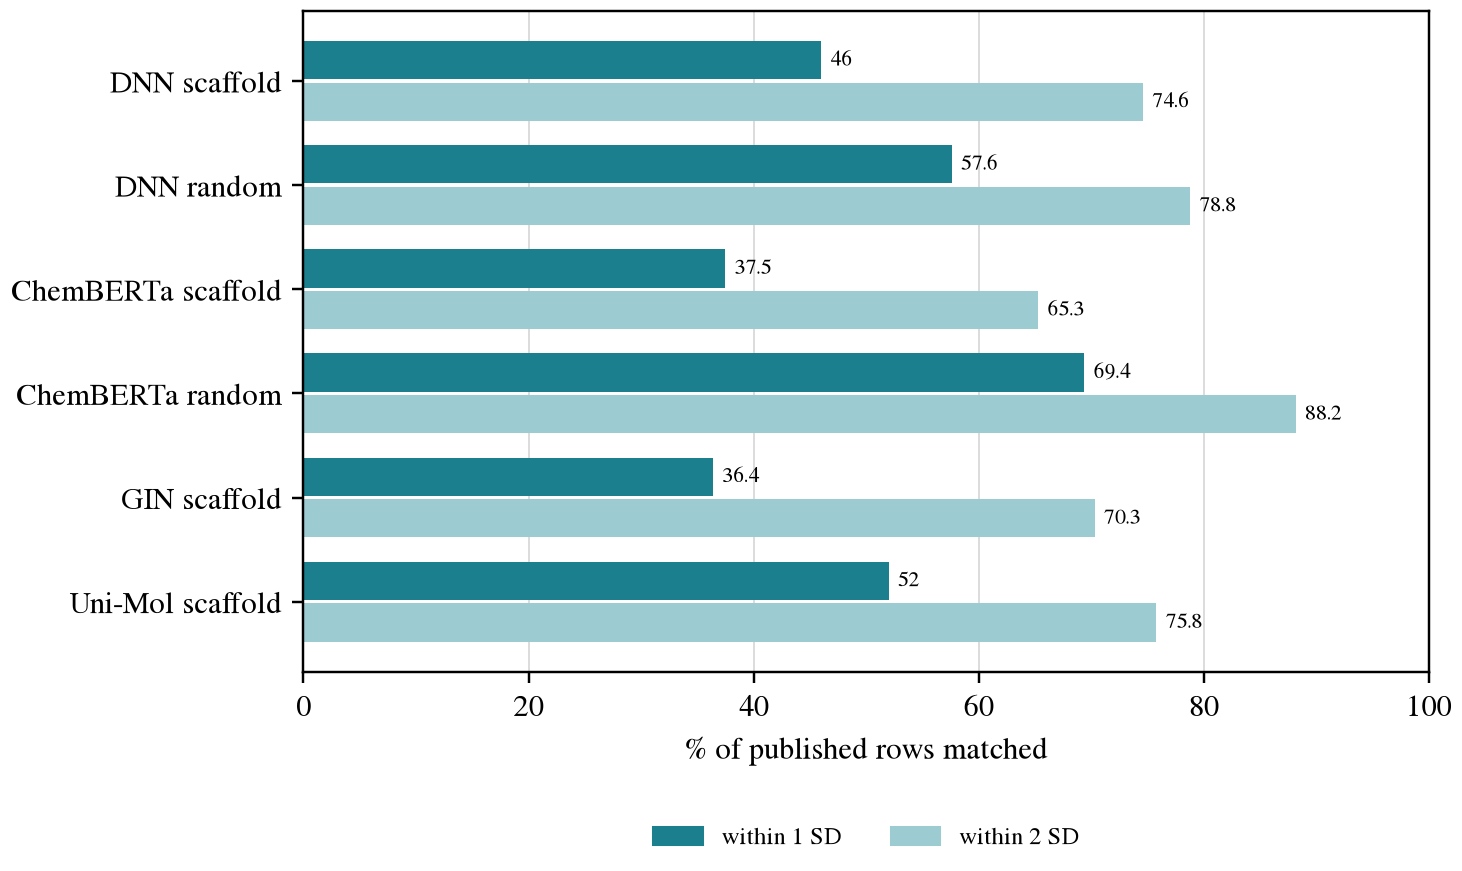 DNN scaffold
46
74.6
DNN random
57.6
78.8
ChemBERTa scaffold
37.5
65.3
ChemBERTa random
69.4
88.2
GIN scaffold
36.4
70.3
Uni-Mol scaffold
52
75.8
0 20 40 60 80 100
% of published rows matched
within 1 SD within 2 SD